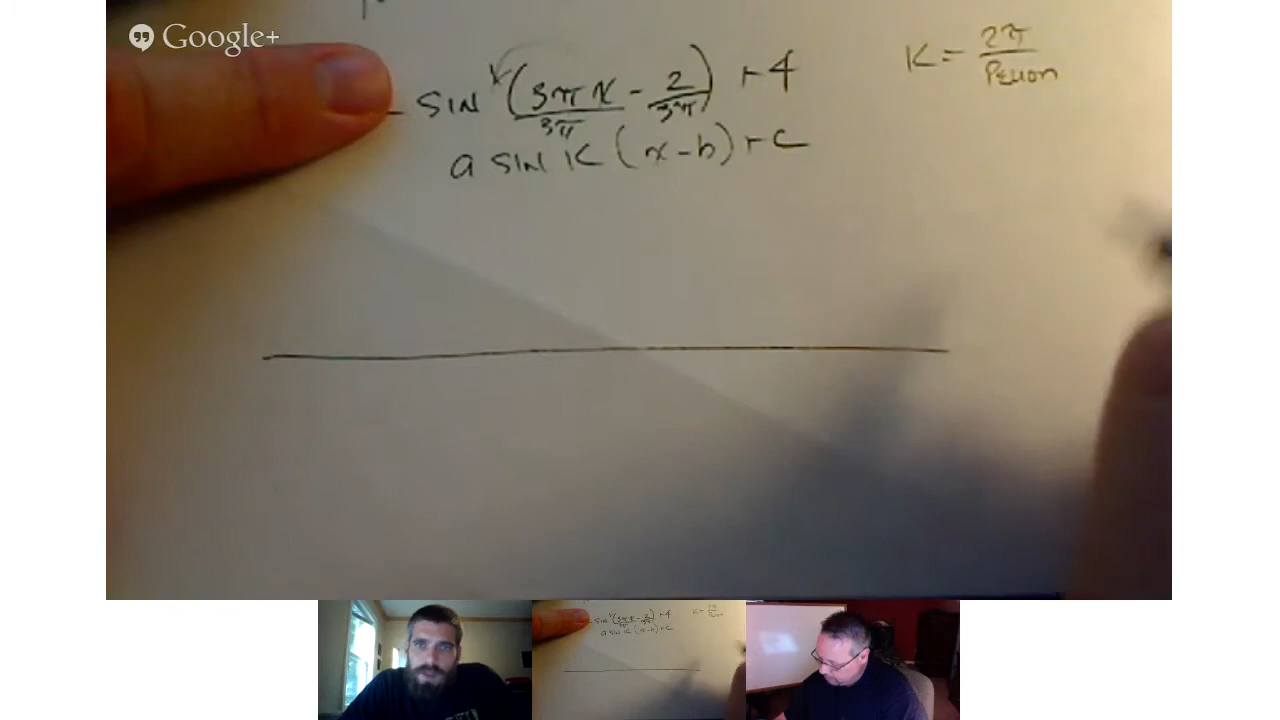 Google+
- sin (3πx/3π - 2/3π) + 4
K = 2π/Period
a sin K (x - b) + c